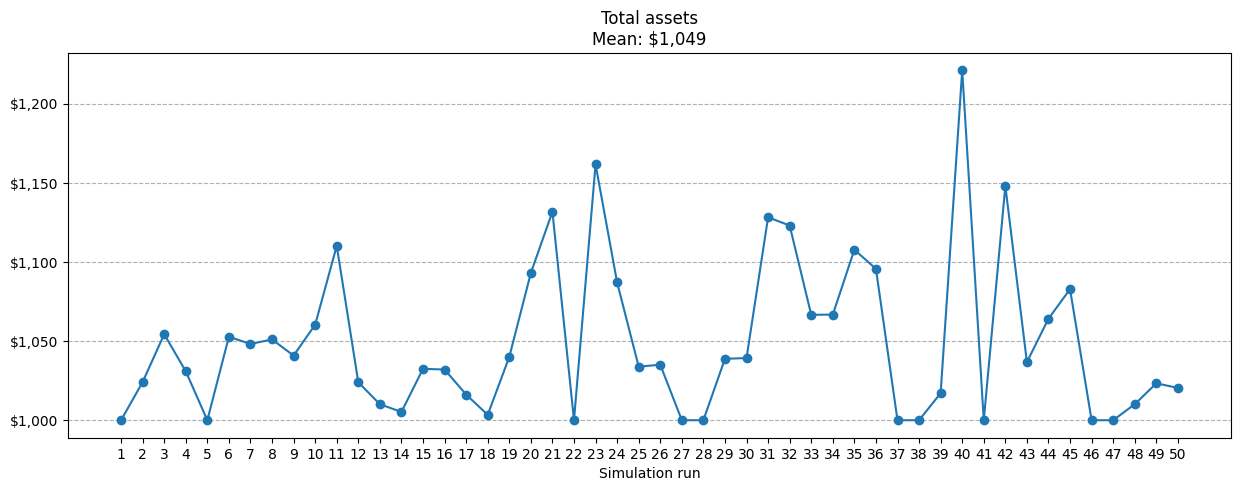 Total assets
Mean: $1,049
$1,200
$1,150
$1,100
$1,050
$1,000
1 2 3 4 5 6 7 8 9 10 11 12 13 14 15 16 17 18 19 20 21 22 23 24 25 26 27 28 29 30 31 32 33 34 35 36 37 38 39 40 41 42 43 44 45 46 47 48 49 50
Simulation run